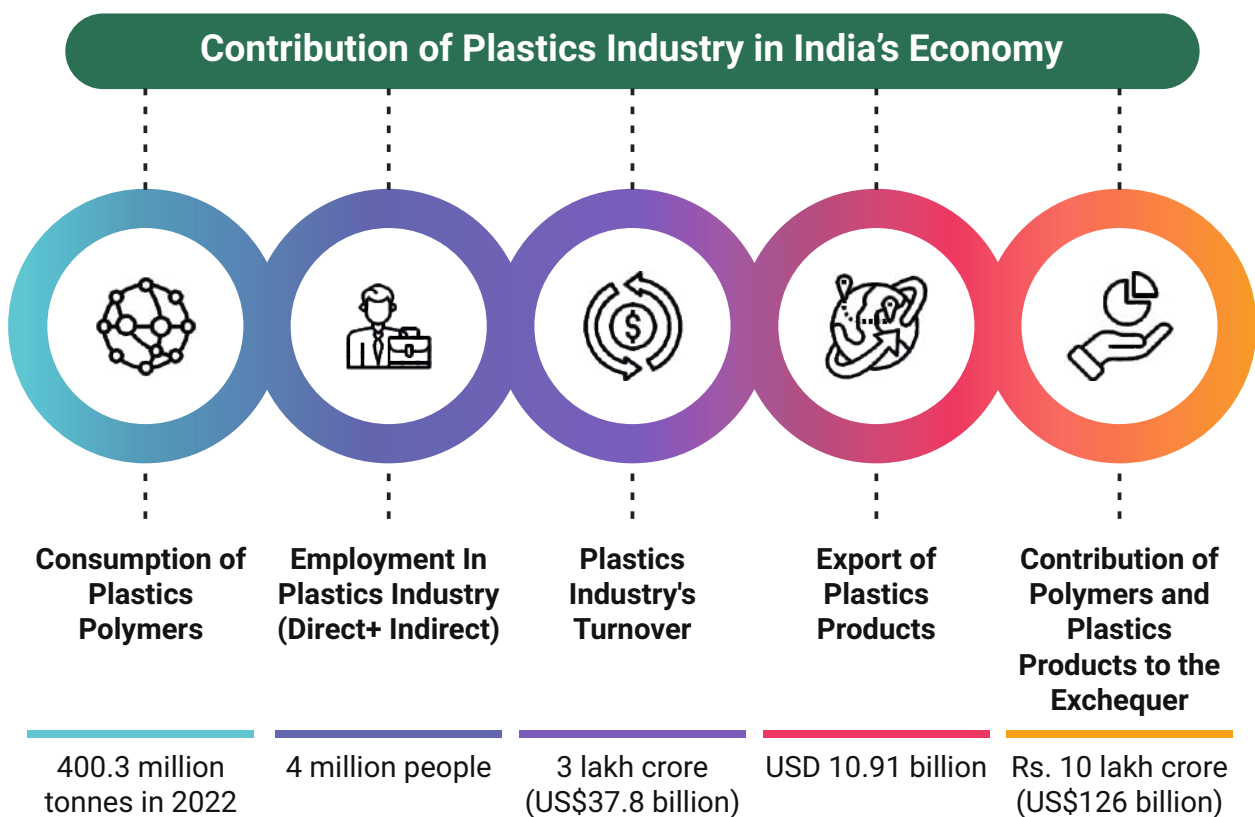 Contribution of Plastics Industry in India’s Economy
$
Consumption of
Plastics
Polymers
400.3 million
tonnes in 2022
Employment In
Plastics Industry
(Direct+ Indirect)
4 million people
Plastics
Industry's
Turnover
3 lakh crore
(US$37.8 billion)
Export of
Plastics
Products
USD 10.91 billion
Contribution of
Polymers and
Plastics
Products to the
Exchequer
Rs. 10 lakh crore
(US$126 billion)